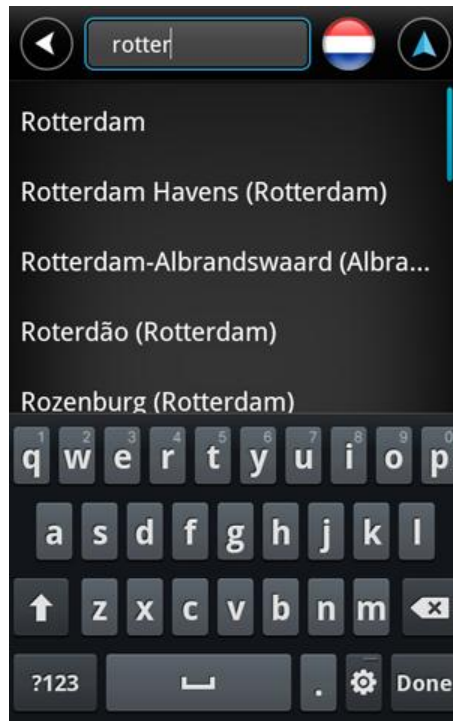 rotter
Rotterdam
Rotterdam Havens (Rotterdam)
Rotterdam-Albrandswaard (Albra...
Roterdão (Rotterdam)
Rozenburg (Rotterdam)
1 2 3 4 5 6 7 8 9 0
q w e r t y u i o p
a s d f g h j k l
z x c v b n m
?123 . Done